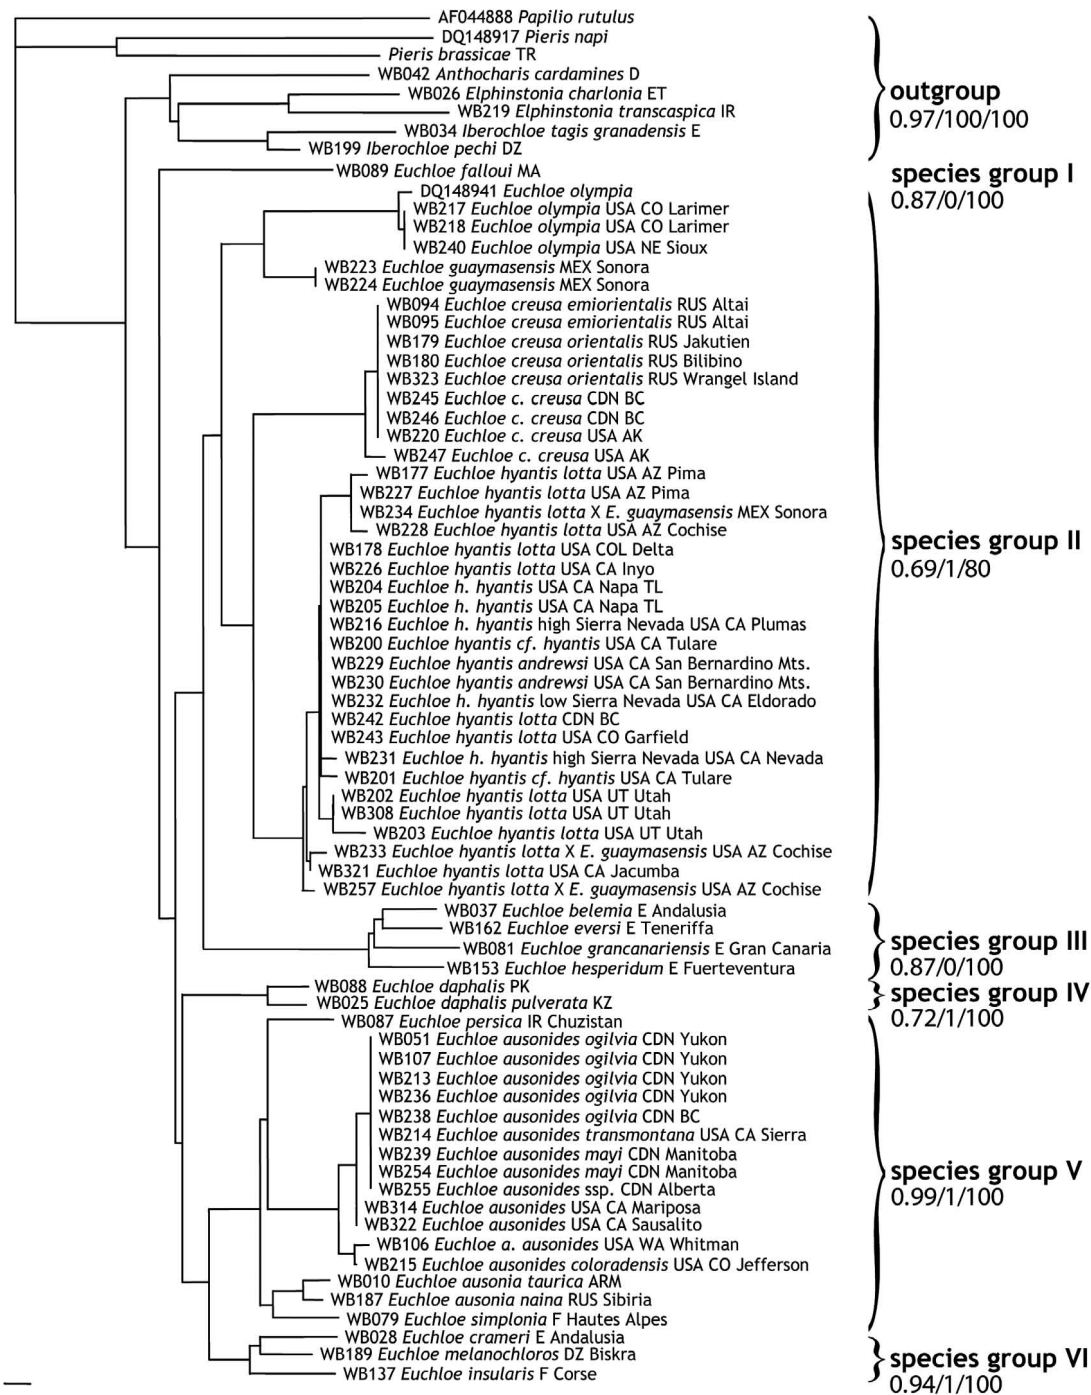 AF044888 Papilio rutulus
DQ148917 Pieris napi
Pieris brassicae TR
WB042 Anthocharis cardamines D
WB026 Elphinstonia charlonia ET
WB219 Elphinstonia transcaspica IR
WB034 Iberochloe tagis granadensis E
WB199 Iberochloe pechi DZ
outgroup
0.97/100/100
WB089 Euchloe falloui MA
species group I
0.87/0/100
DQ148941 Euchloe olympia
WB217 Euchloe olympia USA CO Larimer
WB218 Euchloe olympia USA CO Larimer
WB240 Euchloe olympia USA NE Sioux
WB223 Euchloe guaymasensis MEX Sonora
WB224 Euchloe guaymasensis MEX Sonora
WB094 Euchloe creusa emiorientalis RUS Altai
WB095 Euchloe creusa emiorientalis RUS Altai
WB179 Euchloe creusa orientalis RUS Jakutien
WB180 Euchloe creusa orientalis RUS Bilibino
WB323 Euchloe creusa orientalis RUS Wrangel Island
WB245 Euchloe c. creusa CDN BC
WB246 Euchloe c. creusa CDN BC
WB220 Euchloe c. creusa USA AK
WB247 Euchloe c. creusa USA AK
WB177 Euchloe hyantis lotta USA AZ Pima
WB227 Euchloe hyantis lotta USA AZ Pima
WB234 Euchloe hyantis lotta X E. guaymasensis MEX Sonora
WB228 Euchloe hyantis lotta USA AZ Cochise
WB178 Euchloe hyantis lotta USA COL Delta
WB226 Euchloe hyantis lotta USA CA Inyo
WB204 Euchloe h. hyantis USA CA Napa TL
WB205 Euchloe h. hyantis USA CA Napa TL
WB216 Euchloe h. hyantis high Sierra Nevada USA CA Plumas
WB200 Euchloe hyantis cf. hyantis USA CA Tulare
WB229 Euchloe hyantis andrewsi USA CA San Bernardino Mts.
WB230 Euchloe hyantis andrewsi USA CA San Bernardino Mts.
WB232 Euchloe h. hyantis low Sierra Nevada USA CA Eldorado
WB242 Euchloe hyantis lotta CDN BC
WB243 Euchloe hyantis lotta USA CO Garfield
WB231 Euchloe h. hyantis high Sierra Nevada USA CA Nevada
WB201 Euchloe hyantis cf. hyantis USA CA Tulare
WB202 Euchloe hyantis lotta USA UT Utah
WB308 Euchloe hyantis lotta USA UT Utah
WB203 Euchloe hyantis lotta USA UT Utah
WB233 Euchloe hyantis lotta X E. guaymasensis USA AZ Cochise
WB321 Euchloe hyantis lotta USA CA Jacumba
WB257 Euchloe hyantis lotta X E. guaymasensis USA AZ Cochise
species group II
0.69/1/80
WB037 Euchloe belemia E Andalusia
WB162 Euchloe eversi E Teneriffa
WB081 Euchloe grancanariensis E Gran Canaria
WB153 Euchloe hesperidum E Fuerteventura
species group III
0.87/0/100
WB088 Euchloe daphalis PK
WB025 Euchloe daphalis pulverata KZ
species group IV
0.72/1/100
WB087 Euchloe persica IR Chuzistan
WB051 Euchloe ausonides ogilvia CDN Yukon
WB107 Euchloe ausonides ogilvia CDN Yukon
WB213 Euchloe ausonides ogilvia CDN Yukon
WB236 Euchloe ausonides ogilvia CDN Yukon
WB238 Euchloe ausonides ogilvia CDN BC
WB214 Euchloe ausonides transmontana USA CA Sierra
WB239 Euchloe ausonides mayi CDN Manitoba
WB254 Euchloe ausonides mayi CDN Manitoba
WB255 Euchloe ausonides ssp. CDN Alberta
WB314 Euchloe ausonides USA CA Mariposa
WB322 Euchloe ausonides USA CA Sausalito
WB106 Euchloe a. ausonides USA WA Whitman
WB215 Euchloe ausonides coloradensis USA CO Jefferson
WB010 Euchloe ausonia taurica ARM
WB187 Euchloe ausonia naina RUS Sibiria
WB079 Euchloe simplonia F Hautes Alpes
species group V
0.99/1/100
WB028 Euchloe crameri E Andalusia
WB189 Euchloe melanochloros DZ Biskra
WB137 Euchloe insularis F Corse
species group VI
0.94/1/100